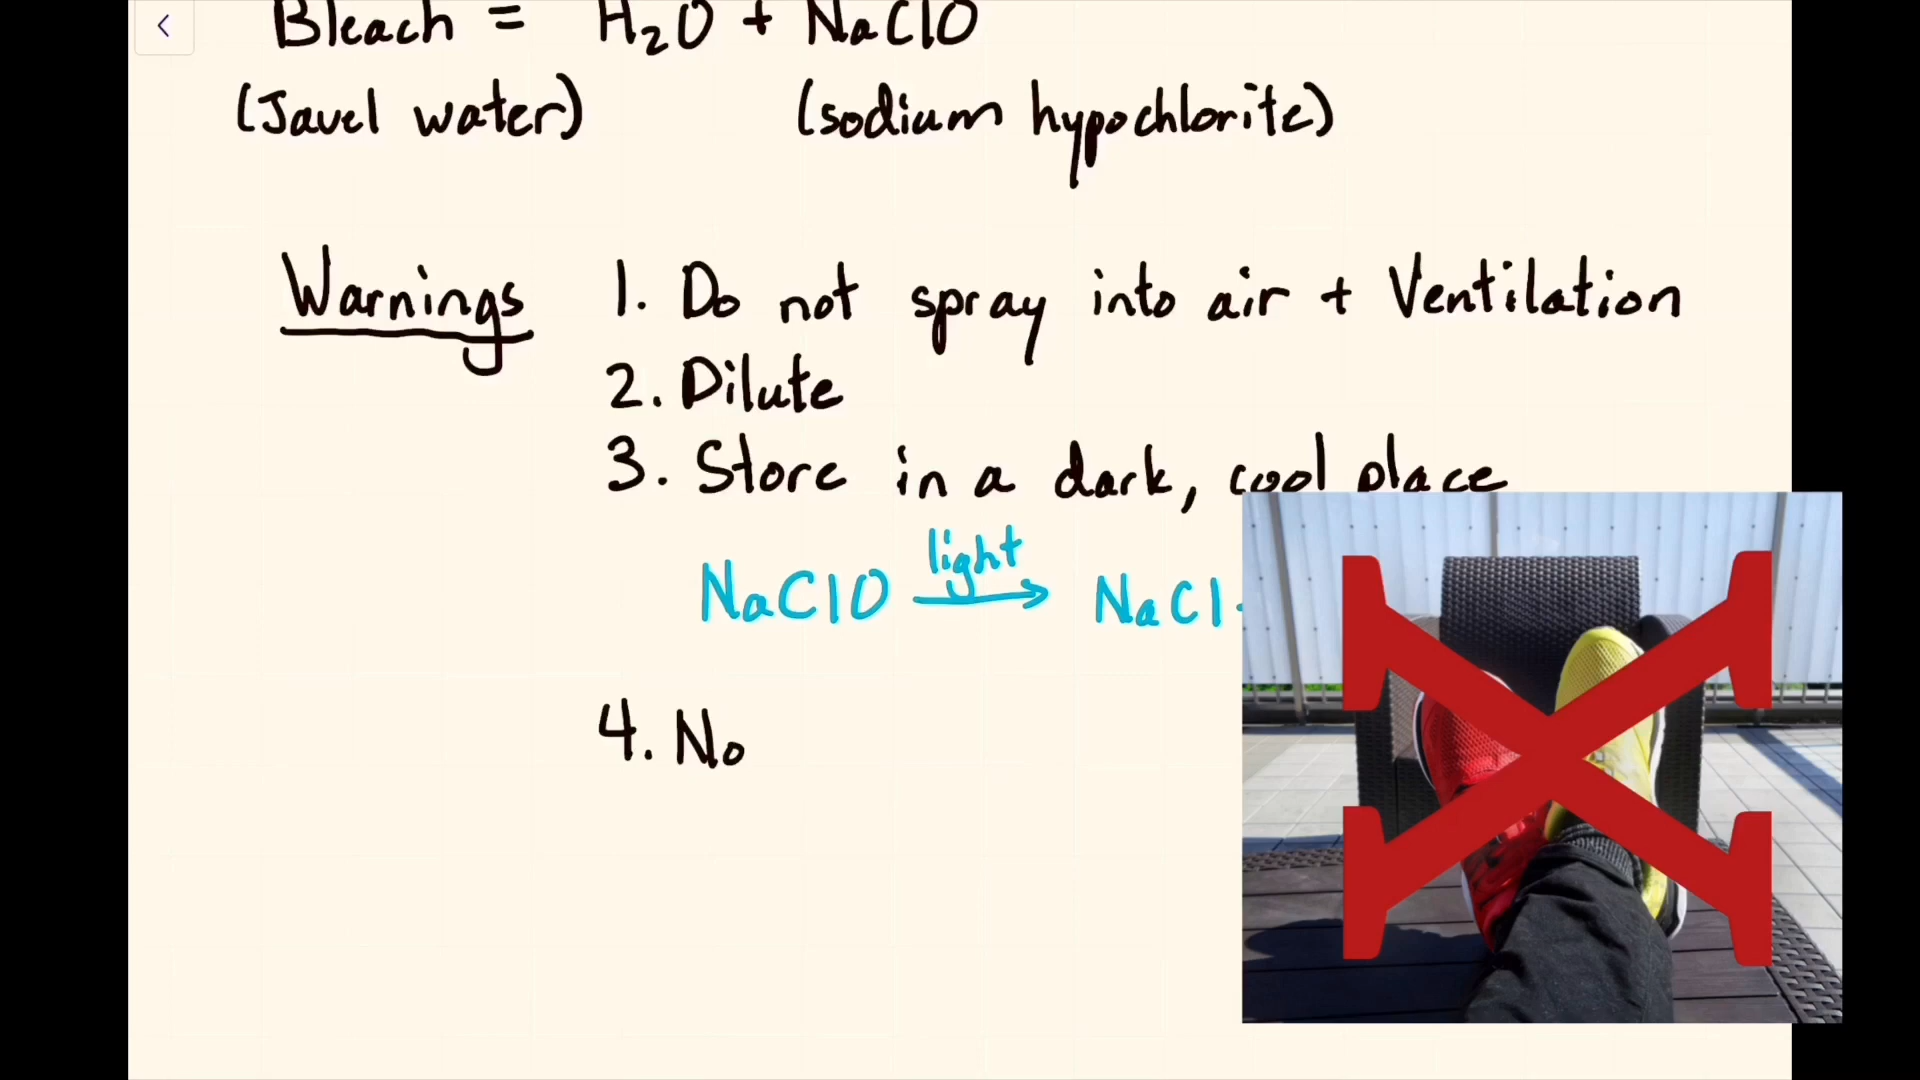 Bleach = H₂O + NaClO
(Javel water) (sodium hypochlorite)
Warnings 1. Do not spray into air + Ventilation
2. Dilute
3. Store in a dark, cool place
light
NaClO → NaCl
4. No